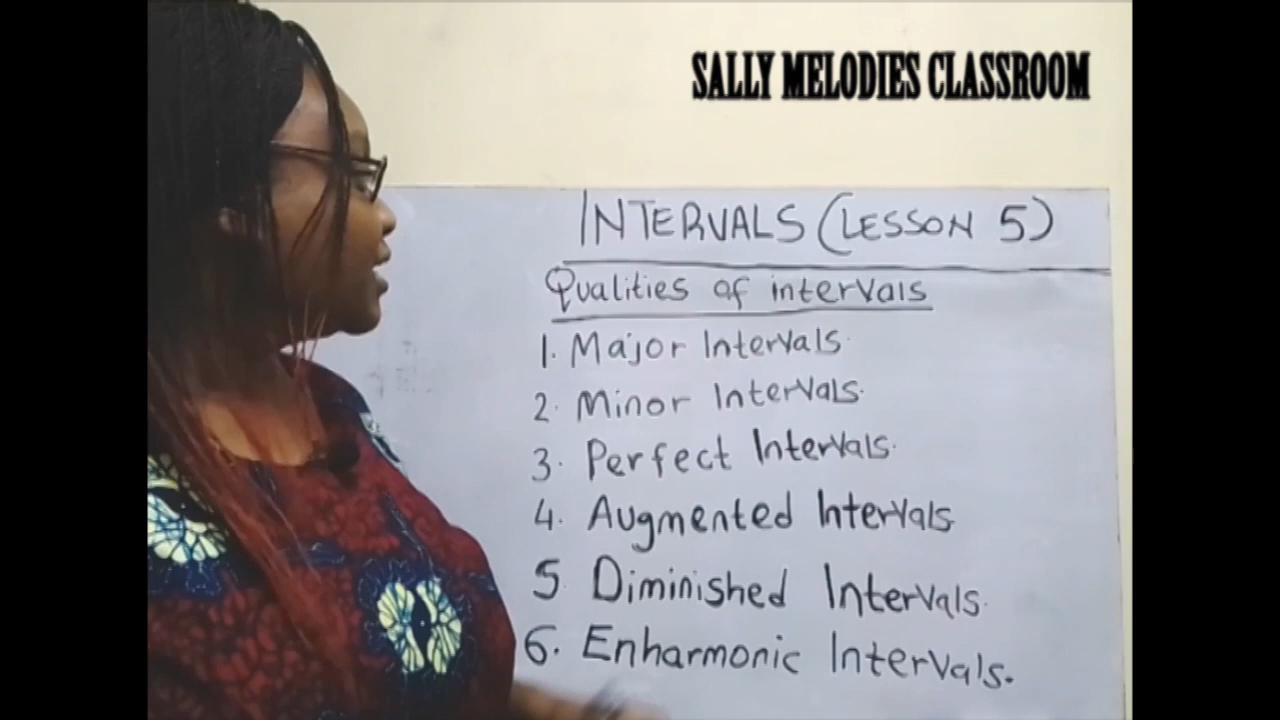 SALLY MELODIES CLASSROOM
INTERVALS (LESSON 5)
Qualities of intervals
1. Major Intervals.
2. Minor Intervals.
3. Perfect Intervals.
4. Augmented Intervals
5. Diminished Intervals.
6. Enharmonic Intervals.